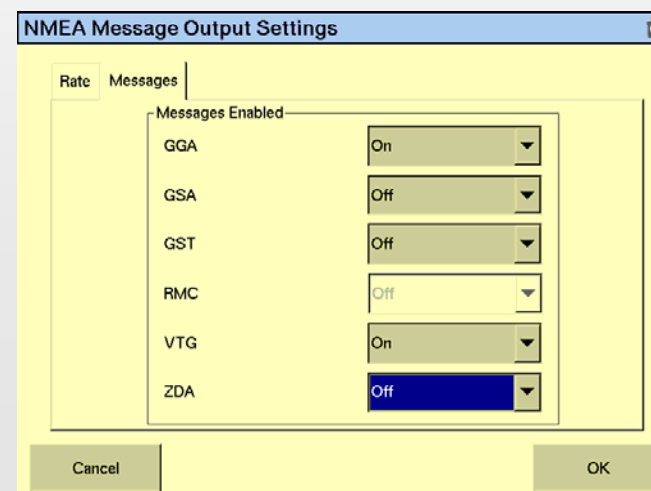 NMEA Message Output Settings
Rate Messages
Messages Enabled
GGA On
GSA Off
GST Off
RMC Off
VTG On
ZDA Off
Cancel OK